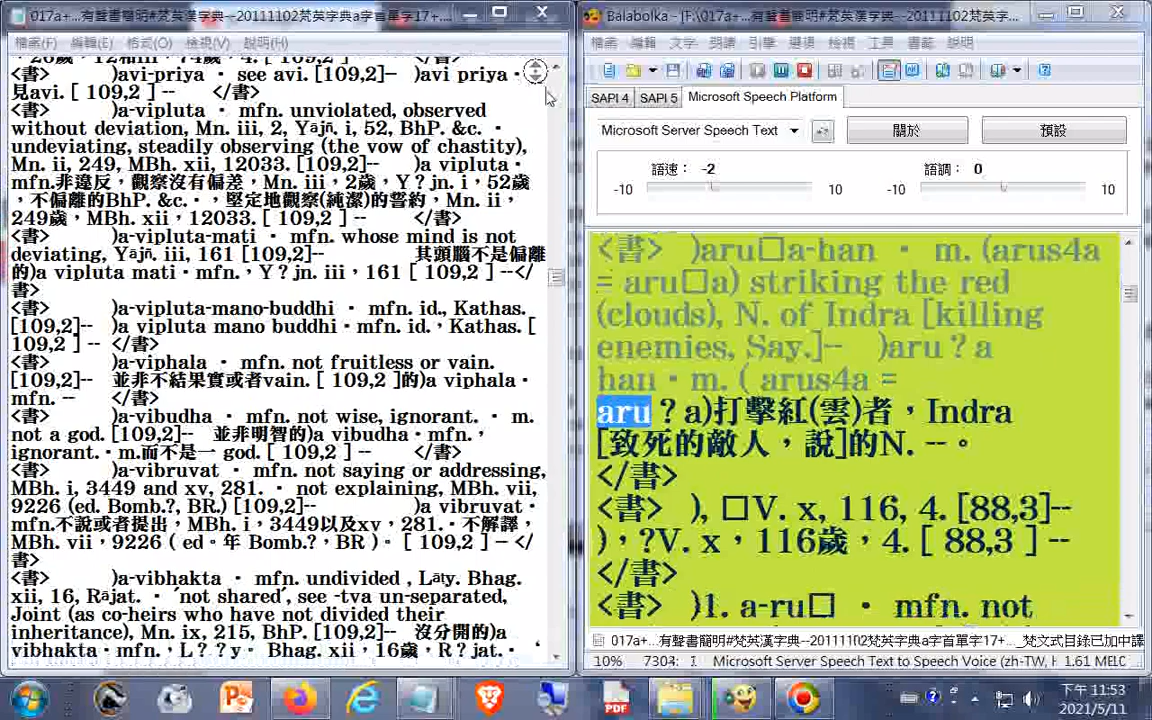 017a+...有聲書簡明#梵英漢字典--20111102梵英字典a字首單字17+...
檔案(F) 編輯(E) 格式(O) 檢視(V) 說明(H)
<書> )avi-priya · see avi. [109,2]-- )avi priya·
見avi. [ 109,2 ] -- </書>
<書> )a-vipluta · mfn. unviolated, observed
without deviation, Mn. iii, 2, Yājñ. i, 52, BhP. &c. ·
undeviating, steadily observing (the vow of chastity),
Mn. ii, 249, MBh. xii, 12033. [109,2]-- )a vipluta·
mfn.非違反，觀察沒有偏差，Mn. iii，2歲，Y？jn. i，52歲
，不偏離的BhP. &c.·，堅定地觀察(純潔)的誓約，Mn. ii，
249歲，MBh. xii，12033. [ 109,2 ] -- </書>
<書> )a-vipluta-mati · mfn. whose mind is not
deviating, Yājñ. iii, 161 [109,2]-- 其頭腦不是偏離
的)a vipluta mati·mfn.，Y？jn. iii，161 [ 109,2 ] --</
書>
<書> )a-vipluta-mano-buddhi · mfn. id., Kathas.
[109,2]-- )a vipluta mano buddhi·mfn. id.，Kathas. [
109,2 ] -- </書>
<書> )a-viphala · mfn. not fruitless or vain.
[109,2]-- 並非不結果實或者vain. [ 109,2 ]的)a viphala·
mfn. -- </書>
<書> )a-vibudha · mfn. not wise, ignorant. · m.
not a god. [109,2]-- 並非明智的)a vibudha·mfn.，
ignorant.·m.而不是一 god. [ 109,2 ] -- </書>
<書> )a-vibruvat · mfn. not saying or addressing,
MBh. i, 3449 and xv, 281. · not explaining, MBh. vii,
9226 (ed. Bomb.?, BR.) [109,2]-- )a vibruvat·
mfn.不說或者提出，MBh. i，3449以及xv，281.·不解譯，
MBh. vii，9226 ( ed。年 Bomb.?，BR )。[ 109,2 ] -- </
書>
<書> )a-vibhakta · mfn. undivided , Lāty. Bhag.
xii, 16, Rājat. · 'not shared', see -tva un-separated,
Joint (as co-heirs who have not divided their
inheritance), Mn. ix, 215, BhP. [109,2]-- 沒分開的)a
vibhakta·mfn.，L？？y. Bhag. xii，16歲，R？jat.·‘
Balabolka - [F:\017a+...有聲書簡明#梵英漢字典--20111102梵英字...
檔案 編輯 文字 朗讀 引擎 選項 檢視 工具 書籤 說明
SAPI 4 SAPI 5 Microsoft Speech Platform
Microsoft Server Speech Text 關於 預設
語速: -2 語調: 0
-10 10 -10 10
<書> )aru□a-han · m. (arus4a
= aru□a) striking the red
(clouds), N. of Indra [killing
enemies, Say.]-- )aru？a
han·m. ( arus4a =
aru？a)打擊紅(雲)者，Indra
[致死的敵人，說]的N. --。
</書>
<書> ), □V. x, 116, 4. [88,3]--
)，?V. x，116歲，4. [ 88,3 ] --
</書>
<書> )1. a-ru□ · mfn. not
017a+...有聲書簡明#梵英漢字典--20111102梵英字典a字首單字17+..._梵文式目錄已加中譯
10% 7304: 1 Microsoft Server Speech Text to Speech Voice (zh-TW, H 1.61 MELO
下午 11:53
2021/5/11